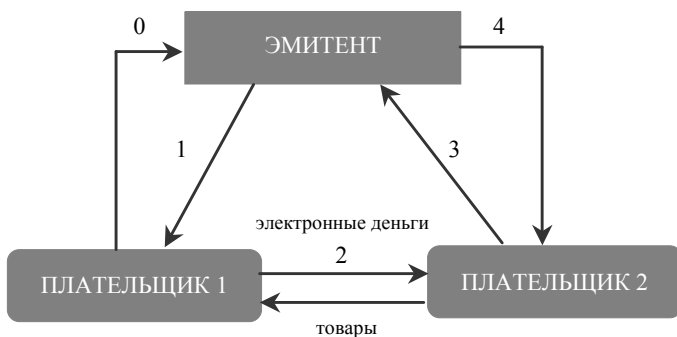 0
ЭМИТЕНТ
4
1
3
электронные деньги
2
ПЛАТЕЛЬЩИК 1
ПЛАТЕЛЬЩИК 2
товары